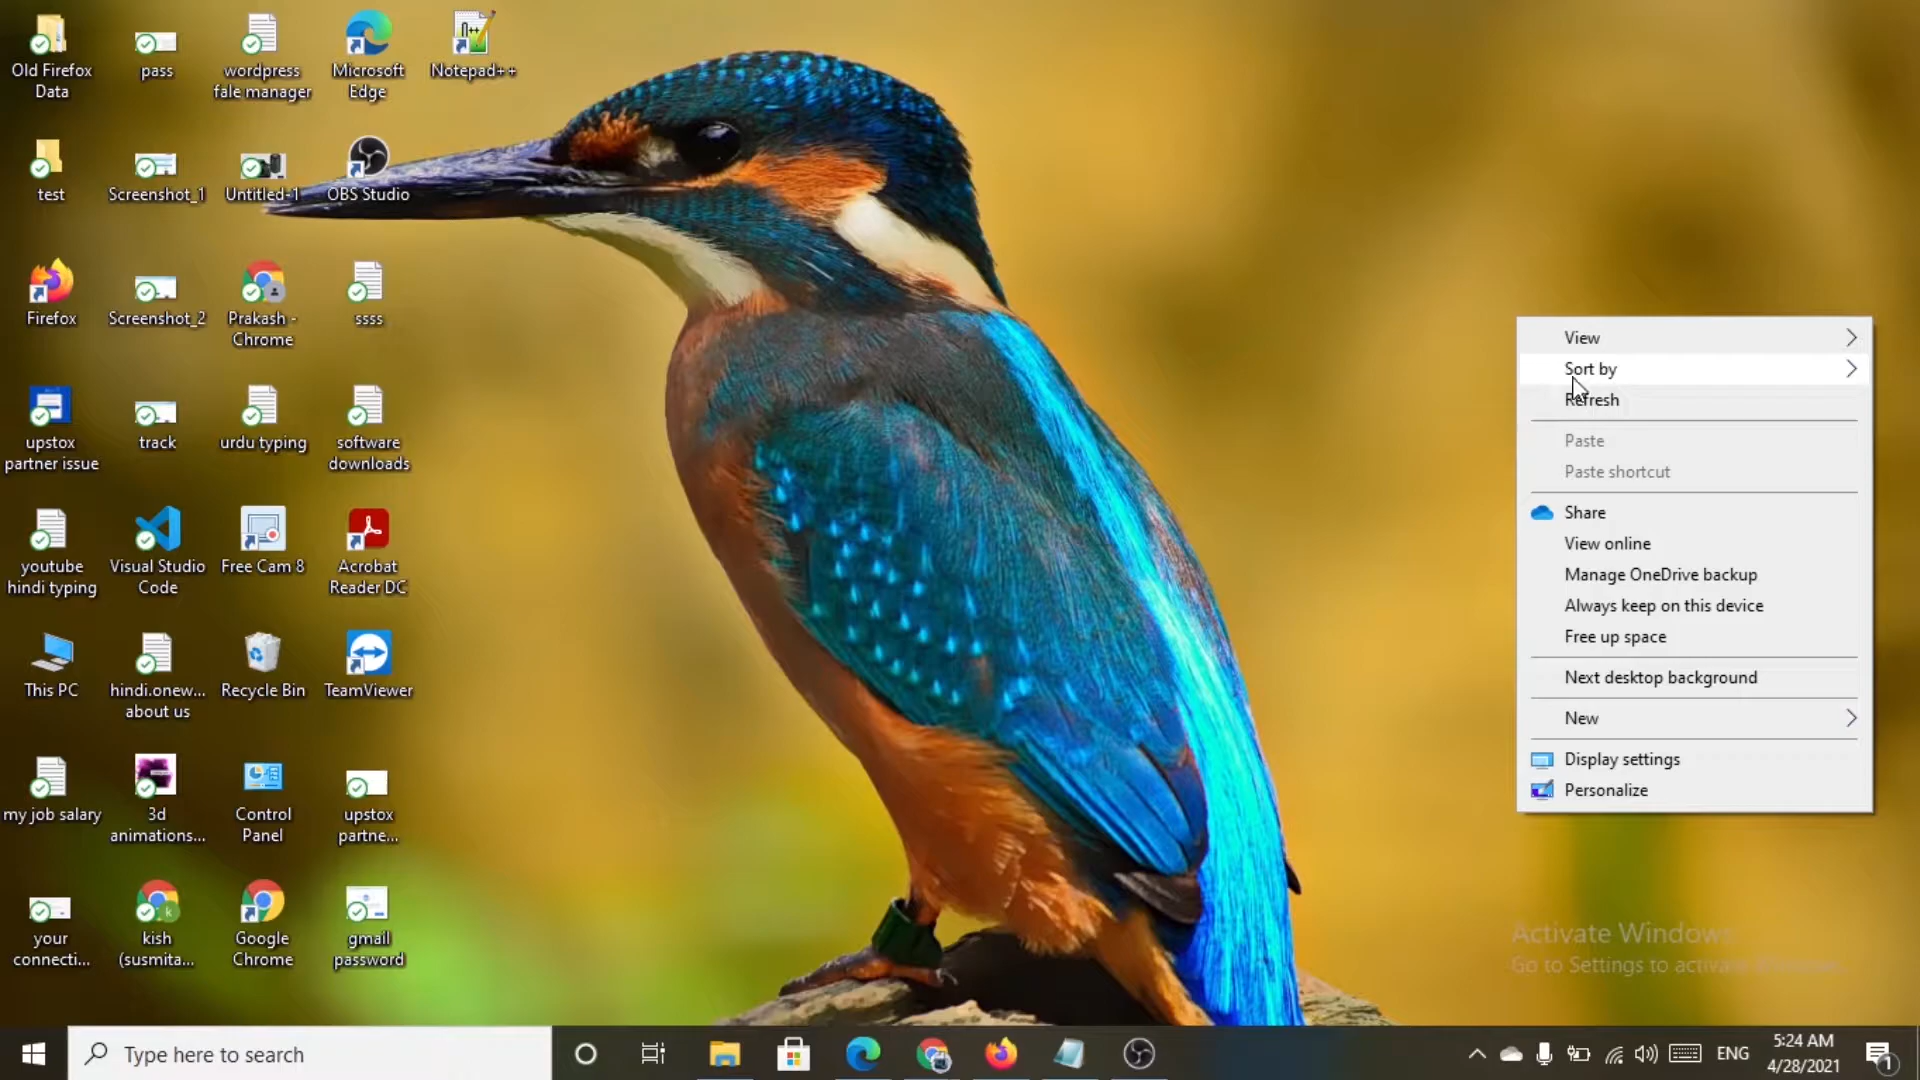 Old Firefox
Data
pass
wordpress
fale manager
Microsoft
Edge
Notepad++
test
Screenshot_1
Untitled-1
OBS Studio
Firefox
Screenshot_2
Prakash -
Chrome
ssss
upstox
partner issue
track
urdu typing
software
downloads
youtube
hindi typing
Visual Studio
Code
Free Cam 8
Acrobat
Reader DC
This PC
hindi.onew...
about us
Recycle Bin
TeamViewer
my job salary
3d
animations...
Control
Panel
upstox
partne...
your
connecti...
kish
(susmita...
Google
Chrome
gmail
password
View
Sort by
Refresh
Paste
Paste shortcut
Share
View online
Manage OneDrive backup
Always keep on this device
Free up space
Next desktop background
New
Display settings
Personalize
Activate Windows
Go to Settings to activate Windows.
Type here to search
ENG
5:24 AM
4/28/2021
1